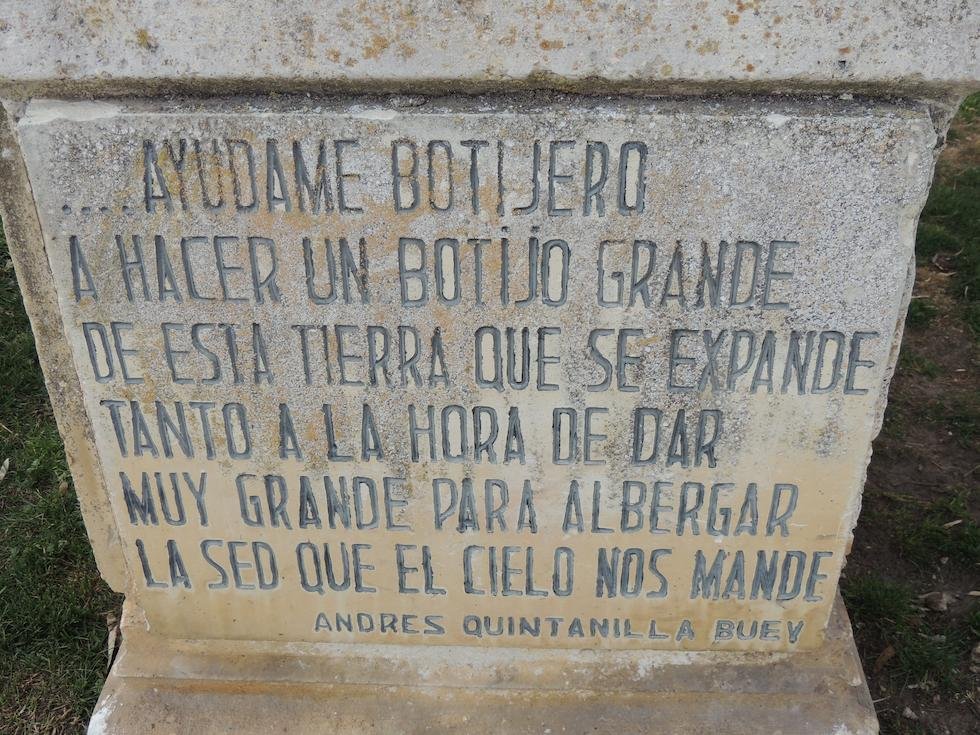 .....AYUDAME BOTIJERO
A HACER UN BOTIJO GRANDE
DE ESTA TIERRA QUE SE EXPANDE
TANTO A LA HORA DE DAR
MUY GRANDE PARA ALBERGAR
LA SED QUE EL CIELO NOS MANDE
ANDRES QUINTANILLA BUEY